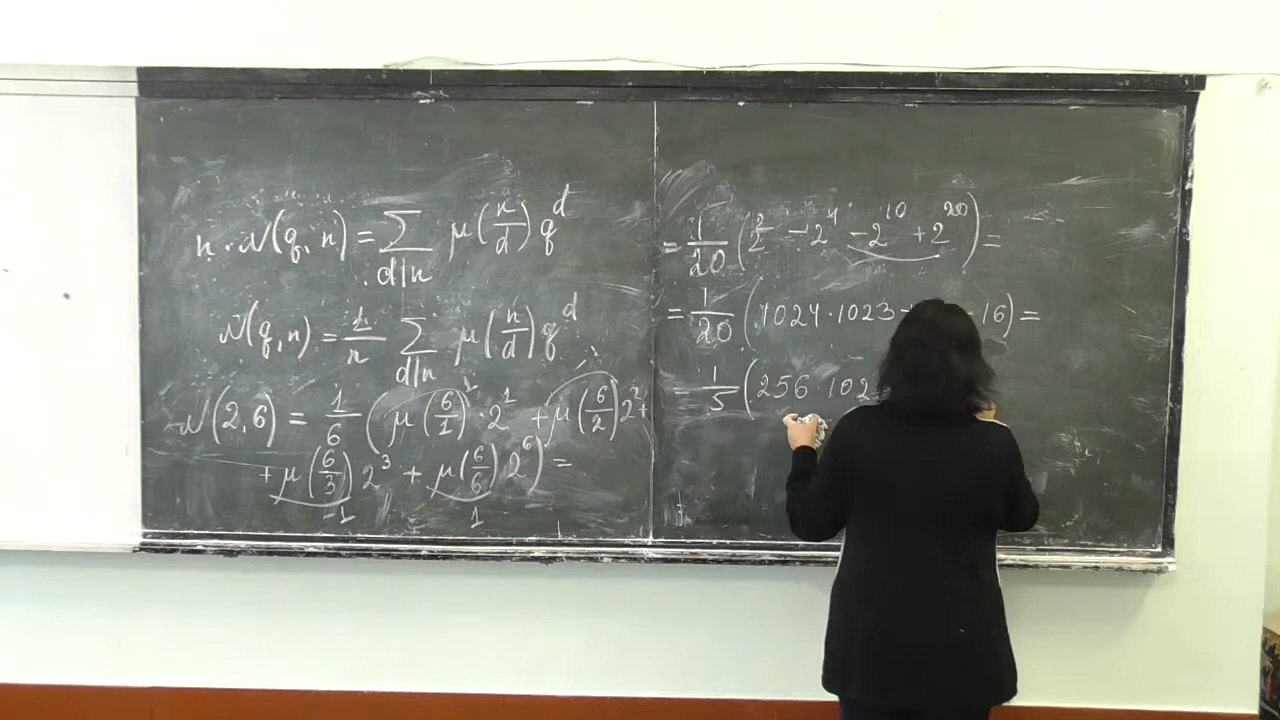 n · N(q, n) = ∑_{d|n} μ(n/d) q^d
N(q, n) = 1/n ∑_{d|n} μ(n/d) q^d
N(2, 6) = 1/6 (μ(6/1) · 2^1 + μ(6/2) 2^2 +
+ μ(6/3) 2^3 + μ(6/6) 2^6) =
-1 1
= 1/20 (2^2 - 2^4 - 2^10 + 2^20) =
= 1/20 (1024 · 1023 - 16) =
= 1/5 (256 · 102